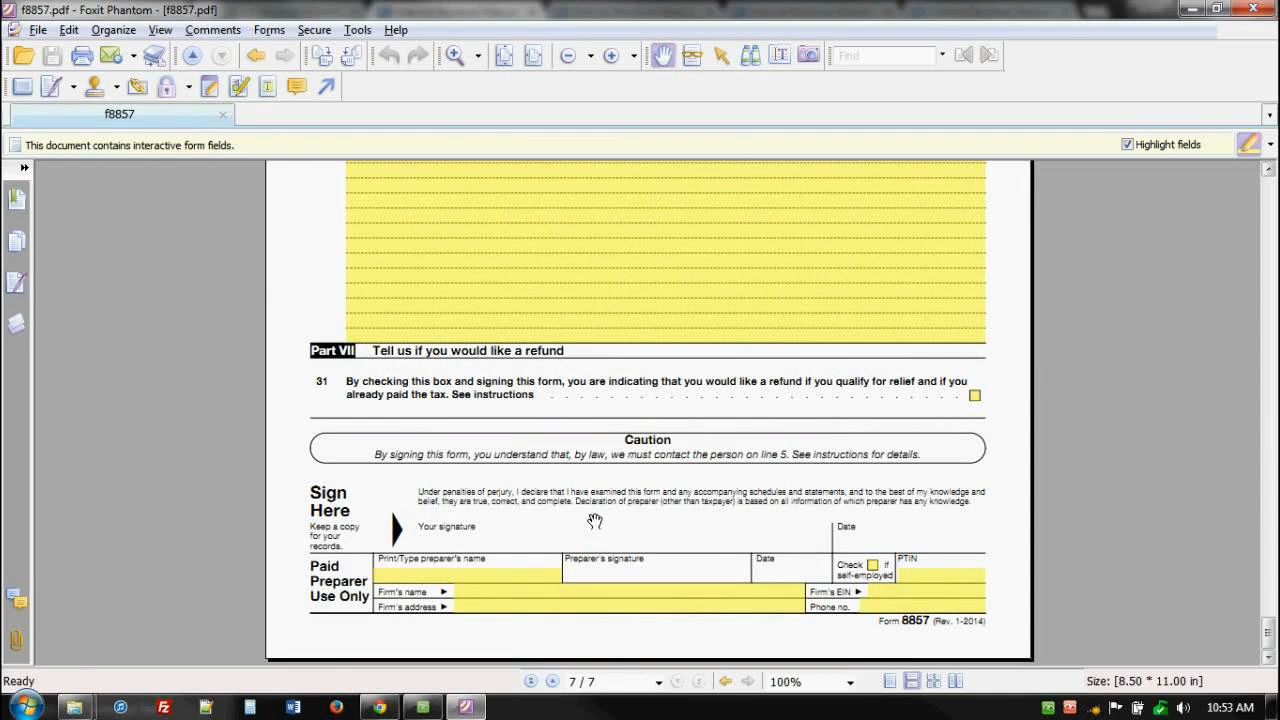 f8857.pdf - Foxit Phantom - [f8857.pdf]
File Edit Organize View Comments Forms Secure Tools Help
Find
f8857
This document contains interactive form fields.
Highlight fields
Part VII Tell us if you would like a refund
31 By checking this box and signing this form, you are indicating that you would like a refund if you qualify for relief and if you
already paid the tax. See instructions . . . . . . . . . . . . . . . . . . . . . . . . . . . . .
Caution
By signing this form, you understand that, by law, we must contact the person on line 5. See instructions for details.
Sign
Here
Keep a copy
for your
records.
Under penalties of perjury, I declare that I have examined this form and any accompanying schedules and statements, and to the best of my knowledge and
belief, they are true, correct, and complete. Declaration of preparer (other than taxpayer) is based on all information of which preparer has any knowledge.
Your signature
Date
Paid
Preparer
Use Only
Print/Type preparer's name
Preparer's signature
Date
Check if
self-employed
PTIN
Firm's name
Firm's EIN
Firm's address
Phone no.
Form 8857 (Rev. 1-2014)
Ready
7 / 7
100%
Size: [8.50 * 11.00 in]
10:53 AM